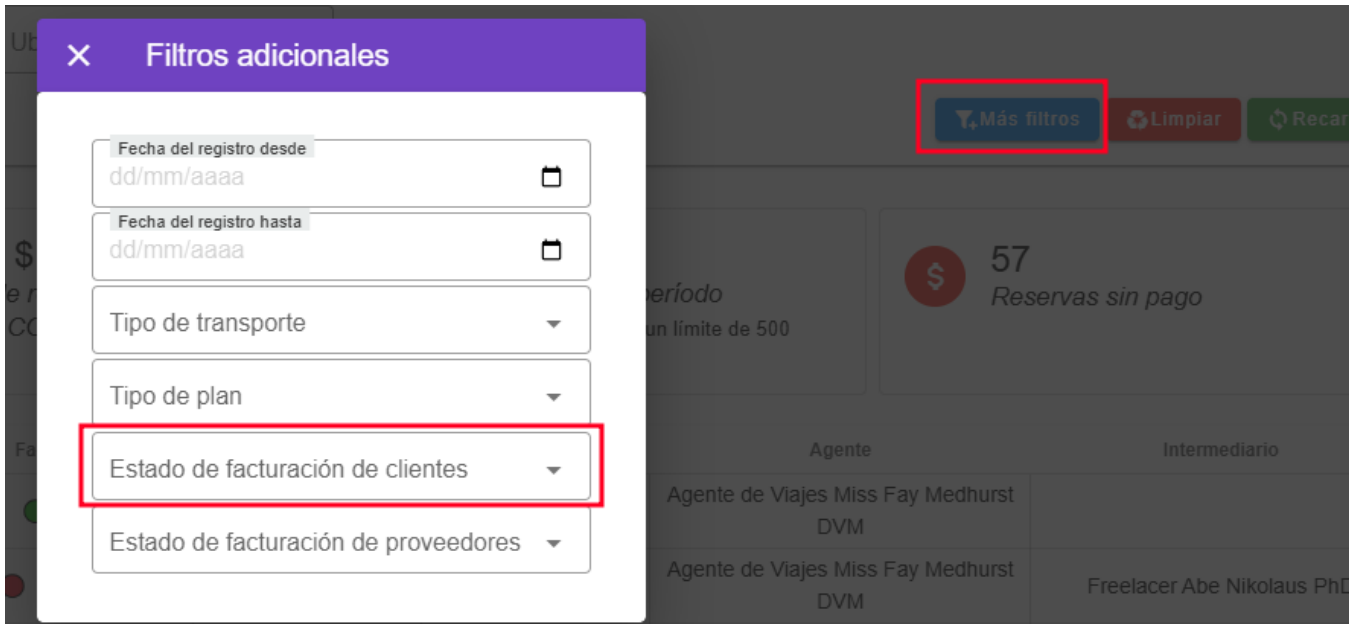 Filtros adicionales
Fecha del registro desde
dd/mm/aaaa
Fecha del registro hasta
dd/mm/aaaa
Tipo de transporte
Tipo de plan
Estado de facturación de clientes
Estado de facturación de proveedores
Más filtros
Limpiar
$
período
un límite de 500
$
57
Reservas sin pago
Agente
Intermediario
Agente de Viajes Miss Fay Medhurst
DVM
Agente de Viajes Miss Fay Medhurst
DVM
Freelacer Abe Nikolaus PhD